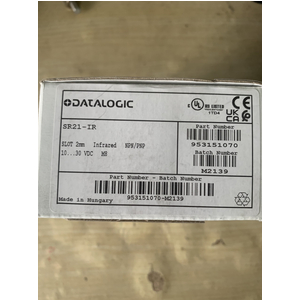 DATALOGIC
UL US LISTED
1TD4
CE
UK
CA
SR21-IR
SLOT 2mm Infrared NPN/PNP
10...30 VDC M8
Part Number
953151070
Batch Number
M2139
Part Number - Batch Number
953151070-M2139
Made in Hungary